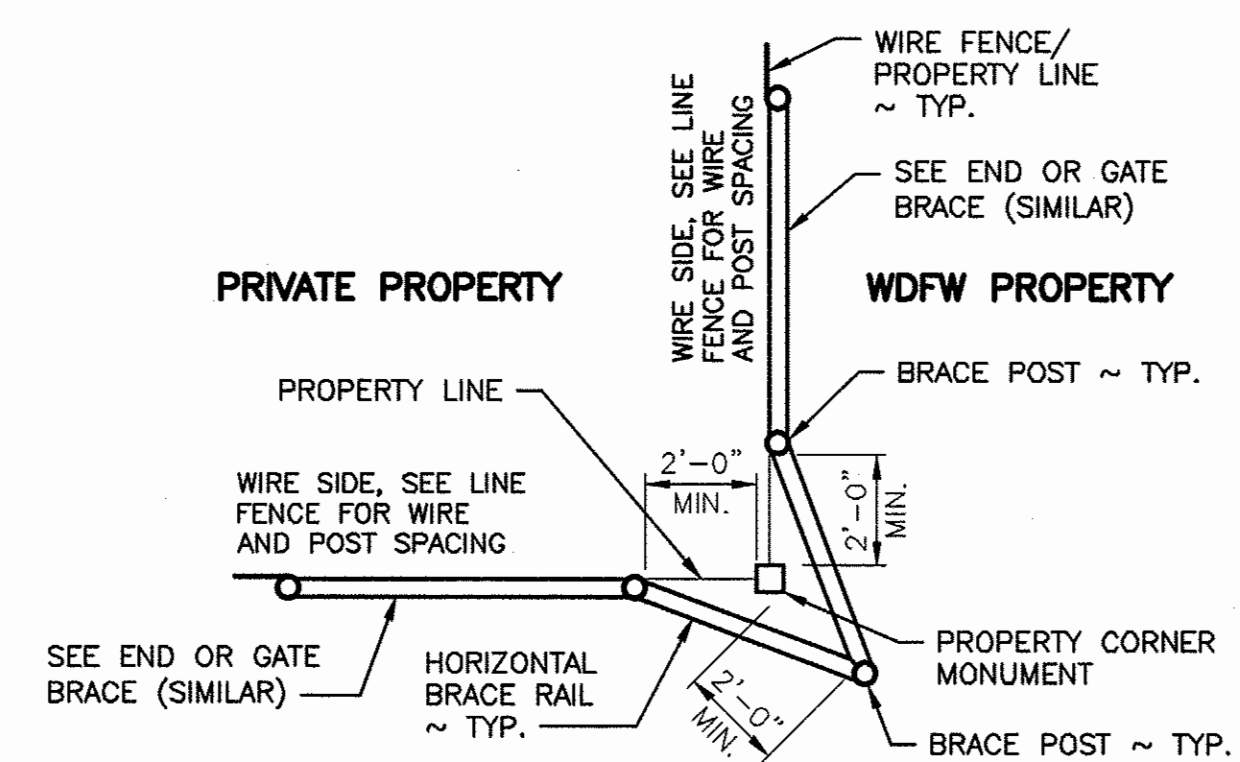 WIRE FENCE/
PROPERTY LINE
~ TYP.
WIRE SIDE, SEE LINE
FENCE FOR WIRE
AND POST SPACING
SEE END OR GATE
BRACE (SIMILAR)
PRIVATE PROPERTY
WDFW PROPERTY
BRACE POST ~ TYP.
PROPERTY LINE
2'-0"
MIN.
2'-0"
MIN.
WIRE SIDE, SEE LINE
FENCE FOR WIRE
AND POST SPACING
SEE END OR GATE
BRACE (SIMILAR)
HORIZONTAL
BRACE RAIL
~ TYP.
2'-0"
MIN.
PROPERTY CORNER
MONUMENT
BRACE POST ~ TYP.